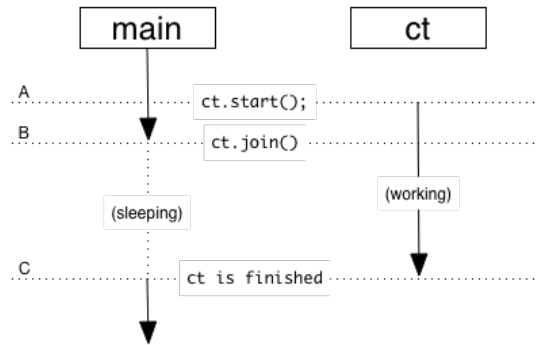 main
ct
A
ct.start();
B
ct.join()
(working)
(sleeping)
C
ct is finished